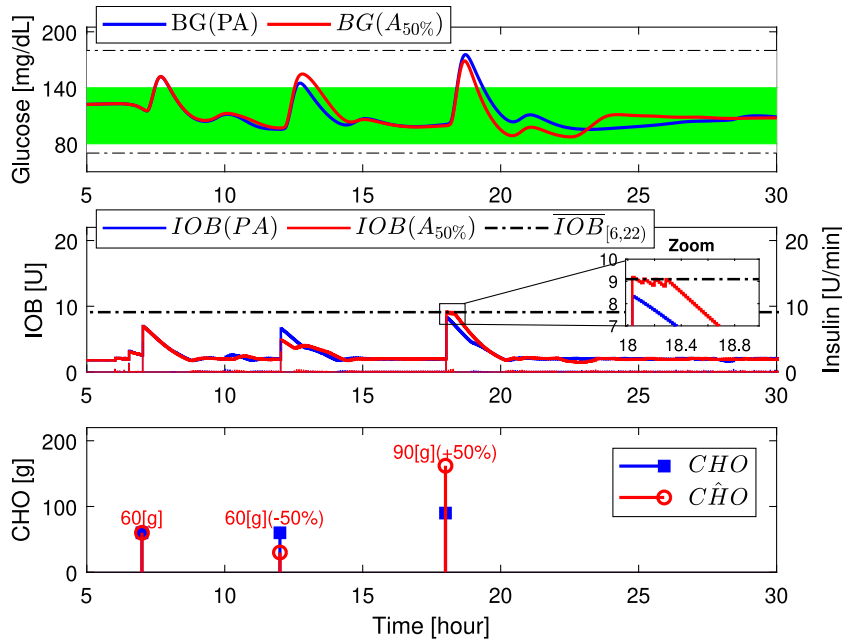 BG(PA) BG(A50%)
Glucose [mg/dL]
200
140
80
5 10 15 20 25 30
IOB(PA) IOB(A50%) \overline{IOB}[6,22)
IOB [U]
20
10
0
Insulin [U/min]
20
10
0
Zoom
10
9
8
7
18 18.4 18.8
5 10 15 20 25 30
CHO [g]
200
100
0
60[g]
60[g](-50%)
90[g](+50%)
CHO
CĤO
5 10 15 20 25 30
Time [hour]